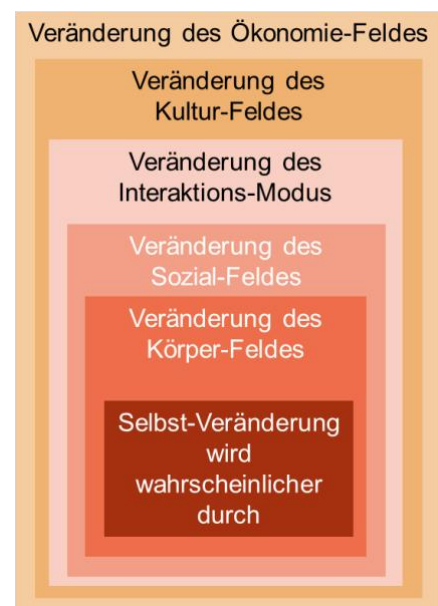 Veränderung des Ökonomie-Feldes
Veränderung des
Kultur-Feldes
Veränderung des
Interaktions-Modus
Veränderung des
Sozial-Feldes
Veränderung des
Körper-Feldes
Selbst-Veränderung
wird
wahrscheinlicher
durch